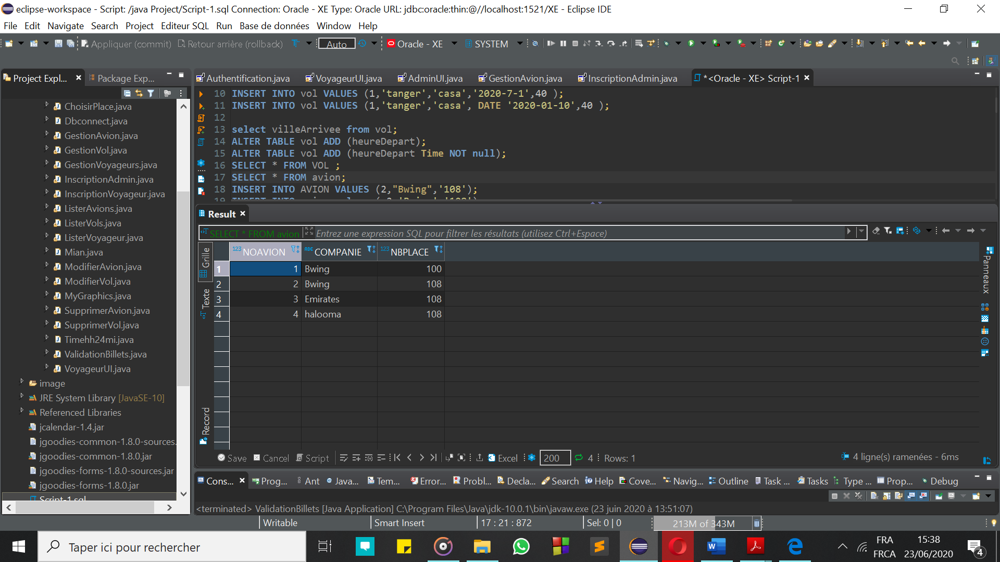 eclipse-workspace - Script: /java Project/Script-1.sql Connection: Oracle - XE Type: Oracle URL: jdbc:oracle:thin:@//localhost:1521/XE - Eclipse IDE
File Edit Navigate Search Project Editeur SQL Run Base de données Window Help
Appliquer (commit) Retour arrière (rollback) Auto Oracle - XE SYSTEM
Project Expl... Package Exp...
ChoisirPlace.java
Dbconnect.java
GestionAvion.java
GestionVol.java
GestionVoyageurs.java
InscriptionAdmin.java
InscriptionVoyageur.java
ListerAvions.java
ListerVols.java
ListerVoyageur.java
Mian.java
ModifierAvion.java
ModifierVol.java
MyGraphics.java
SupprimerAvion.java
SupprimerVol.java
Timehh24mi.java
ValidationBillets.java
VoyageurUI.java
image
JRE System Library [JavaSE-10]
Referenced Libraries
jcalendar-1.4.jar
jgoodies-common-1.8.0-sources.
jgoodies-common-1.8.0.jar
jgoodies-forms-1.8.0-sources.jar
jgoodies-forms-1.8.0.jar
Script-1.sql
Authentification.java VoyageurUI.java AdminUI.java GestionAvion.java InscriptionAdmin.java *<Oracle - XE> Script-1
10 INSERT INTO vol VALUES (1,'tanger','casa','2020-7-1',40 );
11 INSERT INTO vol VALUES (1,'tanger','casa', DATE '2020-01-10',40 );
12
13 select villeArrivee from vol;
14 ALTER TABLE vol ADD (heureDepart);
15 ALTER TABLE vol ADD (heureDepart Time NOT null);
16 SELECT * FROM VOL ;
17 SELECT * FROM avion;
18 INSERT INTO AVION VALUES (2,"Bwing",'108');
Result
SELECT * FROM avion Entrez une expression SQL pour filtrer les résultats (utilisez Ctrl+Espace)
Grille
Texte
Record
Panneaux
123 NOAVION ABC COMPANIE 123 NBPLACE
1 1 Bwing 100
2 2 Bwing 108
3 3 Emirates 108
4 4 halooma 108
Save Cancel Script Excel 200 4 Rows: 1 4 ligne(s) ramenées - 6ms
Cons... Prog... Ant Java... Tem... Error... Probl... Decla... Search Help Cove... Navig... Outline Task ... Tasks Type ... Prop... Debug
<terminated> ValidationBillets [Java Application] C:\Program Files\Java\jdk-10.0.1\bin\javaw.exe (23 juin 2020 à 13:51:07)
Writable Smart Insert 17 : 21 : 872 Sel: 0 | 0 213M of 343M
Taper ici pour rechercher
FRA
FRCA
15:38
23/06/2020
4